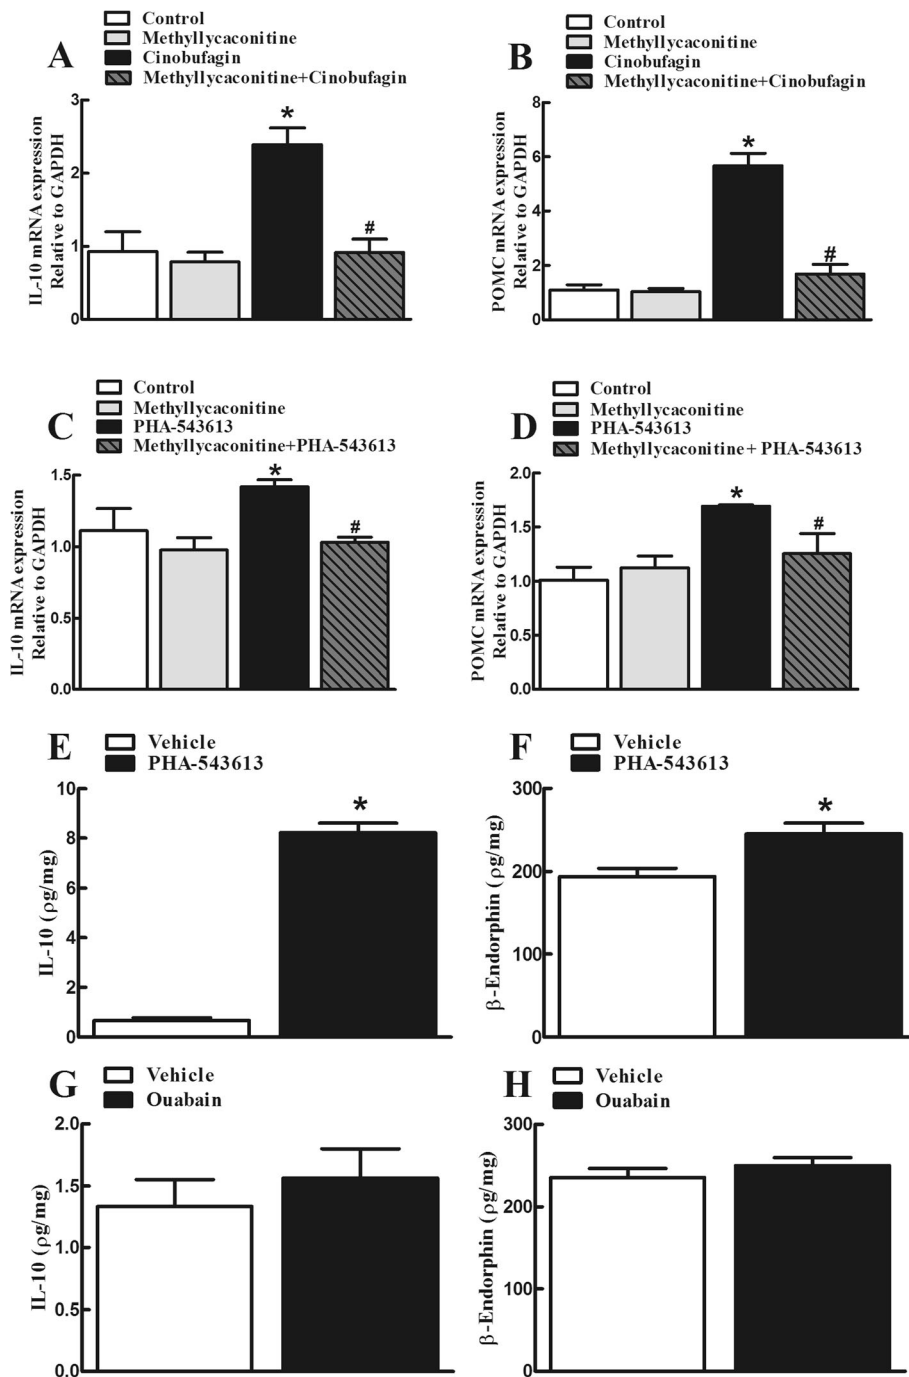 A
Control
Methyllycaconitine
Cinobufagin
Methyllycaconitine+Cinobufagin
IL-10 mRNA expression
Relative to GAPDH
3
2
1
0
*
#
B
Control
Methyllycaconitine
Cinobufagin
Methyllycaconitine+Cinobufagin
POMC mRNA expression
Relative to GAPDH
8
6
4
2
0
*
#
C
Control
Methyllycaconitine
PHA-543613
Methyllycaconitine+PHA-543613
IL-10 mRNA expression
Relative to GAPDH
1.5
1.0
0.5
0.0
*
#
D
Control
Methyllycaconitine
PHA-543613
Methyllycaconitine+ PHA-543613
POMC mRNA expression
Relative to GAPDH
2.0
1.5
1.0
0.5
0.0
*
#
E
Vehicle
PHA-543613
IL-10 (ρg/mg)
10
8
6
4
2
0
*
F
Vehicle
PHA-543613
β-Endorphin (ρg/mg)
300
200
100
0
*
G
Vehicle
Ouabain
IL-10 (ρg/mg)
2.0
1.5
1.0
0.5
0.0
H
Vehicle
Ouabain
β-Endorphin (ρg/mg)
300
200
100
0